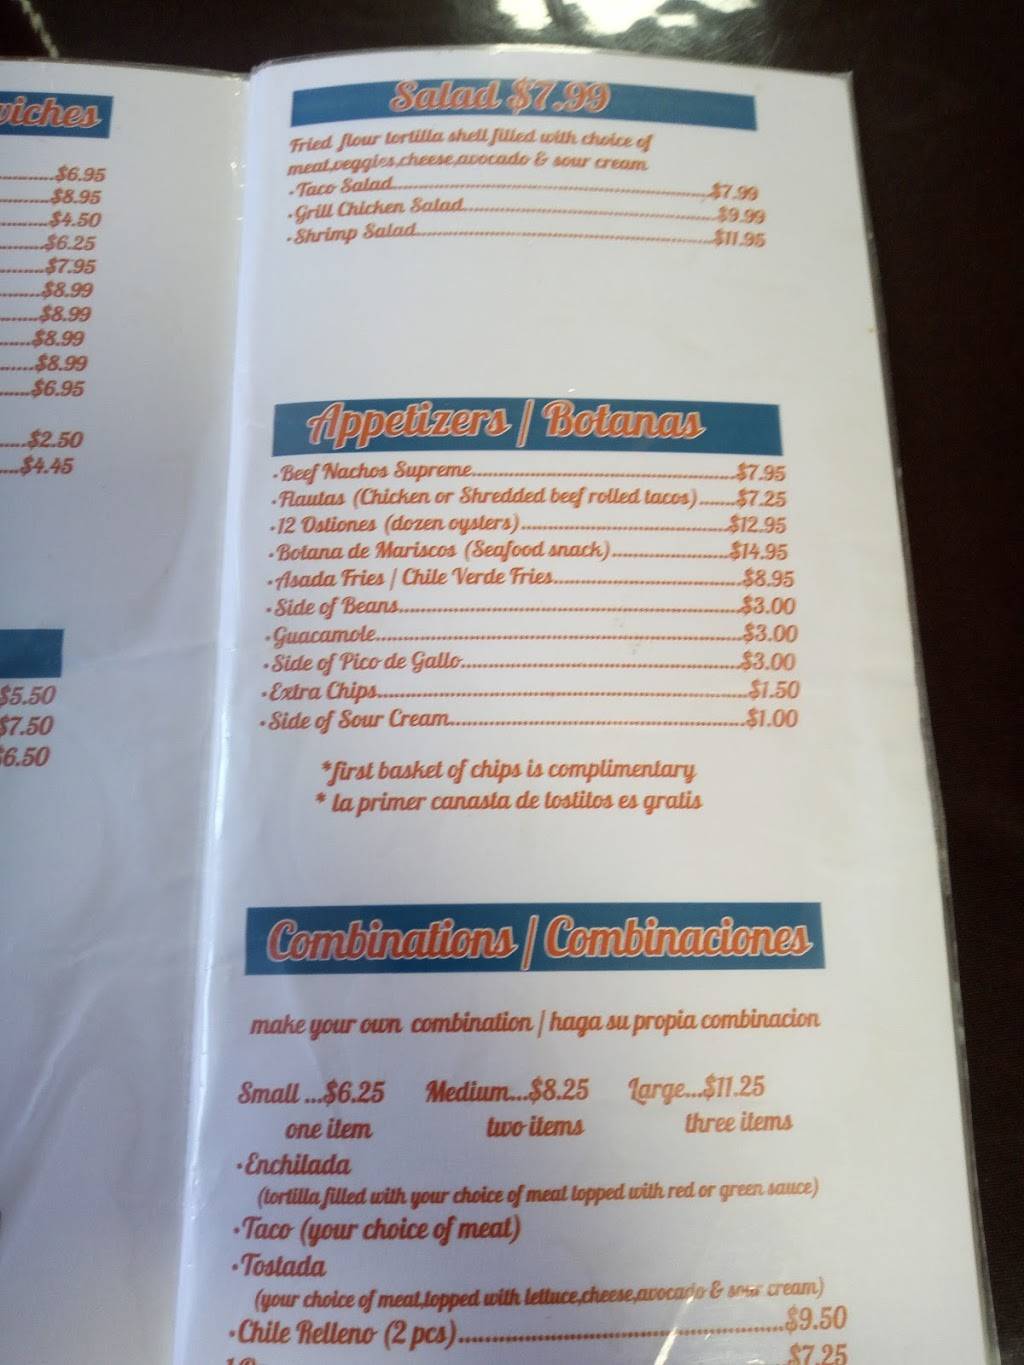 wiches
$6.95
$8.95
$4.50
$6.25
$7.95
$8.99
$8.99
$8.99
$8.99
$6.95
$2.50
$4.45
$5.50
$7.50
$6.50
Salad $7.99
Fried flour tortilla shell filled with choice of
meat,veggies,cheese,avocado & sour cream
•Taco Salad $7.99
•Grill Chicken Salad $9.99
•Shrimp Salad $11.95
Appetizers / Botanas
•Beef Nachos Supreme $7.95
•Flautas (Chicken or Shredded beef rolled tacos) $7.25
•12 Ostiones (dozen oysters) $12.95
•Botana de Mariscos (Seafood snack) $14.95
•Asada Fries / Chile Verde Fries $8.95
•Side of Beans $3.00
•Guacamole $3.00
•Side of Pico de Gallo $3.00
•Extra Chips $1.50
•Side of Sour Cream $1.00
*first basket of chips is complimentary
* la primer canasta de tostitos es gratis
Combinations / Combinaciones
make your own combination / haga su propia combinacion
Small ...$6.25 Medium...$8.25 Large...$11.25
one item two items three items
•Enchilada
(tortilla filled with your choice of meat topped with red or green sauce)
•Taco (your choice of meat)
•Tostada
(your choice of meat,topped with lettuce,cheese,avocado & sour cream)
•Chile Relleno (2 pcs) $9.50
$7.25